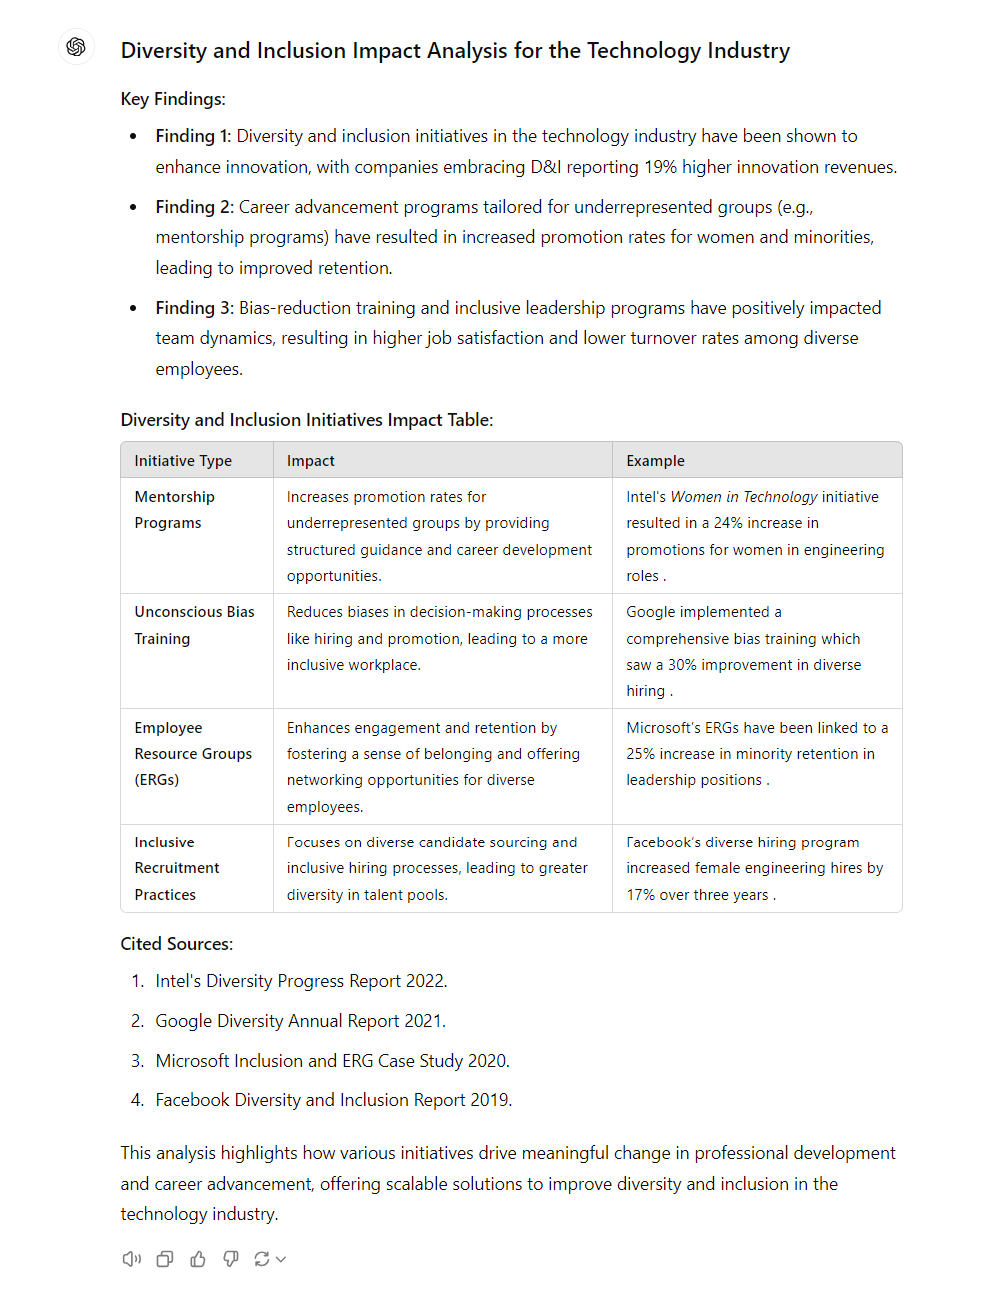 Diversity and Inclusion Impact Analysis for the Technology Industry
Key Findings:
• Finding 1: Diversity and inclusion initiatives in the technology industry have been shown to
enhance innovation, with companies embracing D&I reporting 19% higher innovation revenues.
• Finding 2: Career advancement programs tailored for underrepresented groups (e.g.,
mentorship programs) have resulted in increased promotion rates for women and minorities,
leading to improved retention.
• Finding 3: Bias-reduction training and inclusive leadership programs have positively impacted
team dynamics, resulting in higher job satisfaction and lower turnover rates among diverse
employees.
Diversity and Inclusion Initiatives Impact Table:
Initiative Type
Impact
Example
Mentorship
Programs
Increases promotion rates for
underrepresented groups by providing
structured guidance and career development
opportunities.
Intel's Women in Technology initiative
resulted in a 24% increase in
promotions for women in engineering
roles .
Unconscious Bias
Training
Reduces biases in decision-making processes
like hiring and promotion, leading to a more
inclusive workplace.
Google implemented a
comprehensive bias training which
saw a 30% improvement in diverse
hiring .
Employee
Resource Groups
(ERGs)
Enhances engagement and retention by
fostering a sense of belonging and offering
networking opportunities for diverse
employees.
Microsoft's ERGs have been linked to a
25% increase in minority retention in
leadership positions .
Inclusive
Recruitment
Practices
Focuses on diverse candidate sourcing and
inclusive hiring processes, leading to greater
diversity in talent pools.
Facebook's diverse hiring program
increased female engineering hires by
17% over three years .
Cited Sources:
1. Intel's Diversity Progress Report 2022.
2. Google Diversity Annual Report 2021.
3. Microsoft Inclusion and ERG Case Study 2020.
4. Facebook Diversity and Inclusion Report 2019.
This analysis highlights how various initiatives drive meaningful change in professional development
and career advancement, offering scalable solutions to improve diversity and inclusion in the
technology industry.